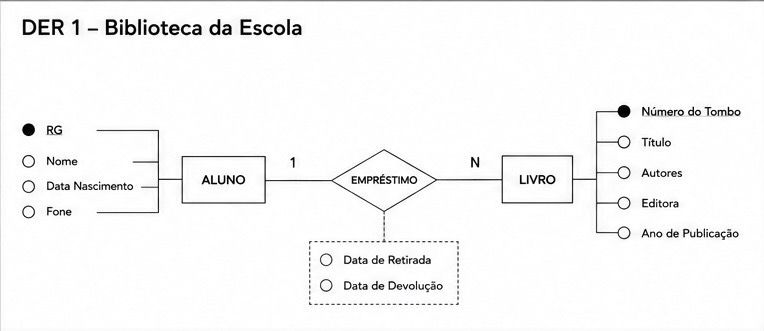 DER 1 – Biblioteca da Escola
RG
Nome
Data Nascimento
Fone
ALUNO
1
EMPRÉSTIMO
N
LIVRO
Número do Tombo
Título
Autores
Editora
Ano de Publicação
Data de Retirada
Data de Devolução